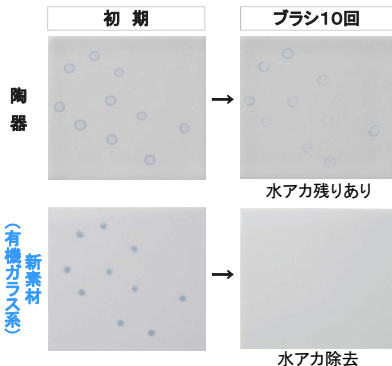 初　期
ブラシ10回
陶器
→
水アカ残りあり
新素材
（有機ガラス系）
→
水アカ除去